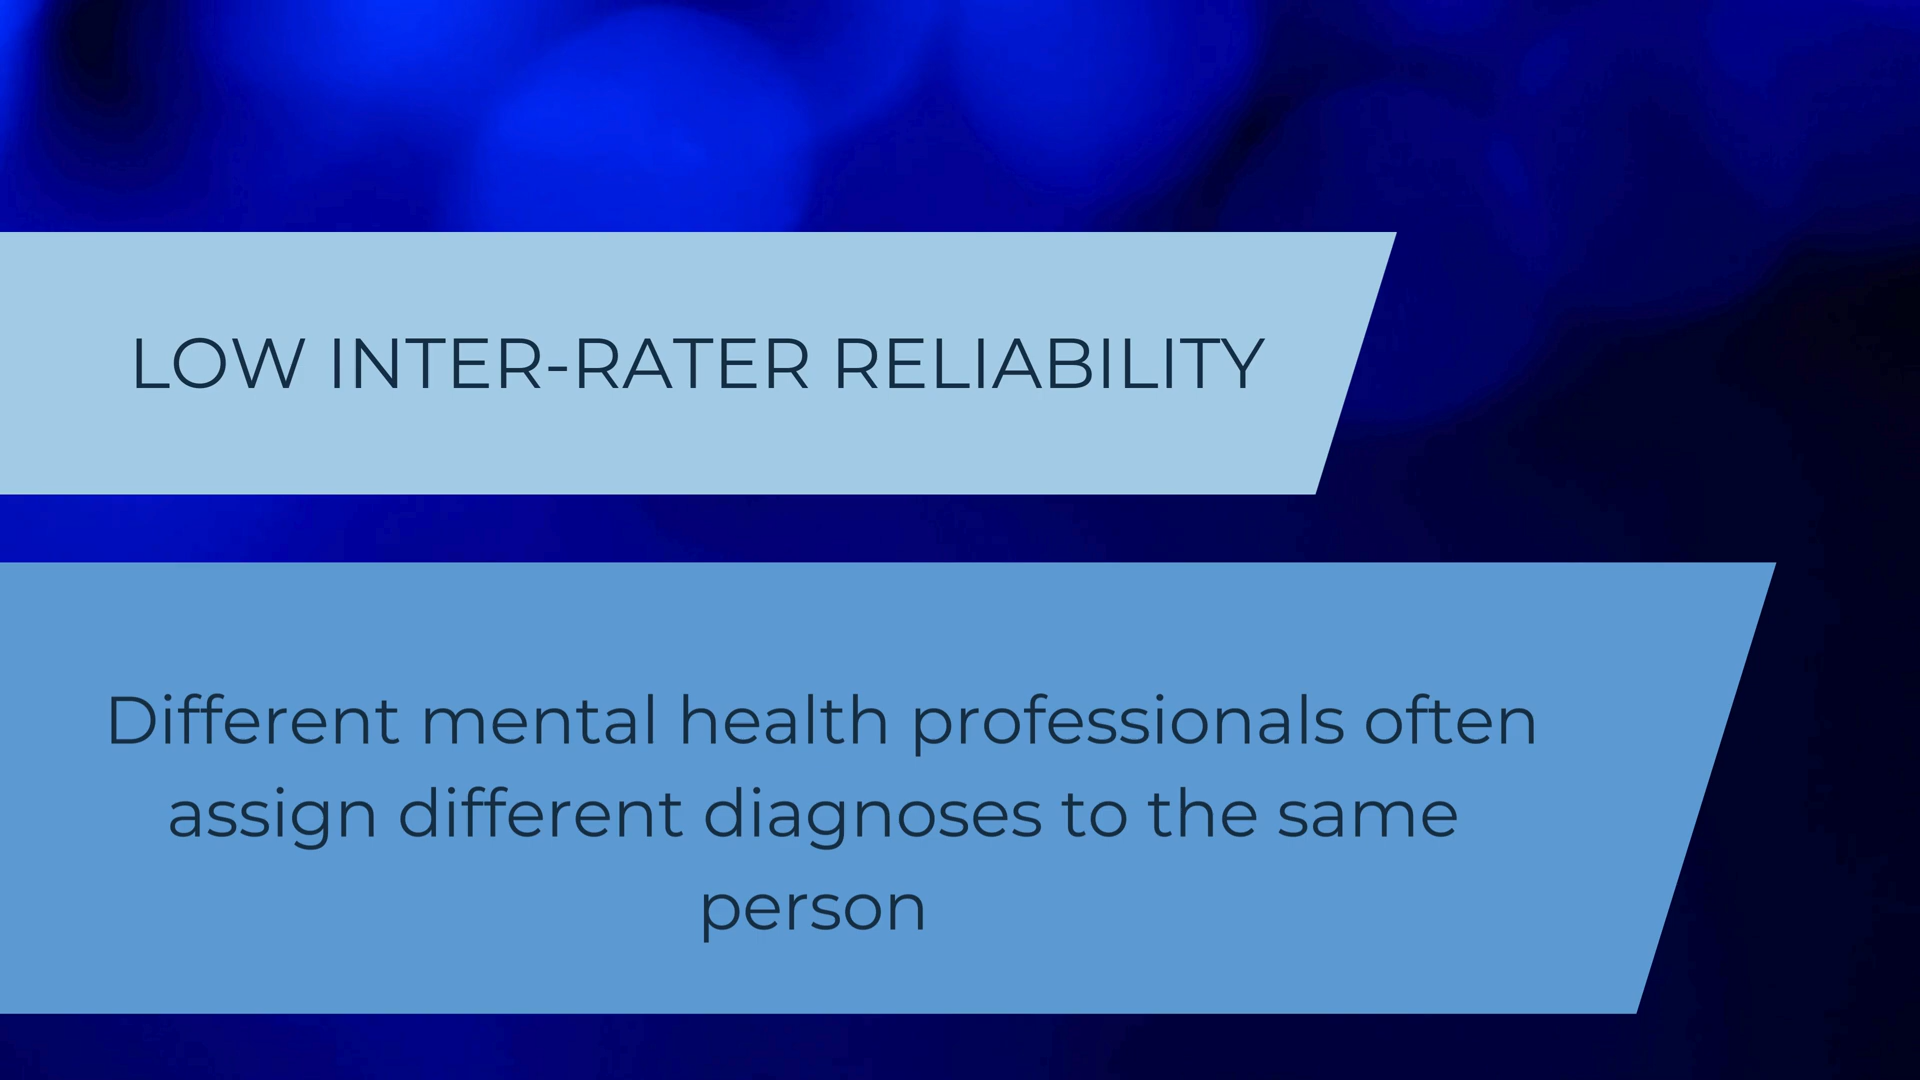 LOW INTER-RATER RELIABILITY
Different mental health professionals often
assign different diagnoses to the same
person